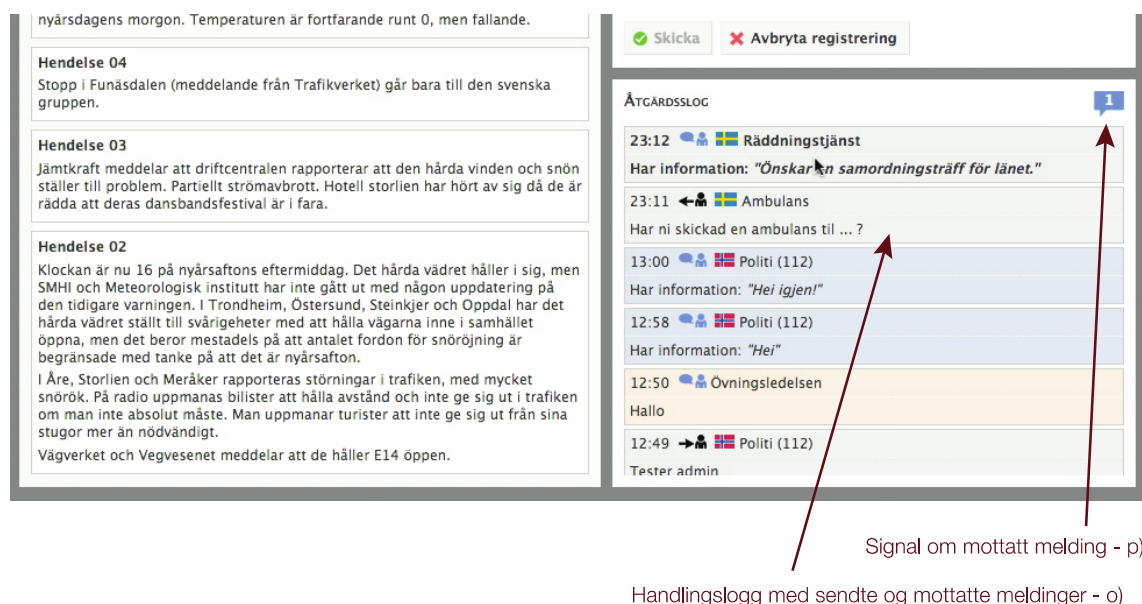 nyårsdagens morgon. Temperaturen är fortfarande runt 0, men fallande.
Hendelse 04
Stopp i Funäsdalen (meddelande från Trafikverket) går bara till den svenska
gruppen.
Hendelse 03
Jämtkraft meddelar att driftcentralen rapporterar att den hårda vinden och snön
ställer till problem. Partiellt strömavbrott. Hotell storlien har hört av sig då de är
rädda att deras dansbandsfestival är i fara.
Hendelse 02
Klockan är nu 16 på nyårsaftons eftermiddag. Det hårda vädret håller i sig, men
SMHI och Meteorologisk institutt har inte gått ut med någon uppdatering på
den tidigare varningen. I Trondheim, Östersund, Steinkjer och Oppdal har det
hårda vädret ställt till svårigeheter med att hålla vägarna inne i samhället
öppna, men det beror mestadels på att antalet fordon för snöröjning är
begränsade med tanke på att det är nyårsafton.
I Åre, Storlien och Meråker rapporteras störningar i trafiken, med mycket
snörök. På radio uppmanas bilister att hålla avstånd och inte ge sig ut i trafiken
om man inte absolut måste. Man uppmanar turister att inte ge sig ut från sina
stugor mer än nödvändigt.
Vägverket och Vegvesenet meddelar att de håller E14 öppen.
Skicka
Avbryta registrering
Åtgärdsslog
1
23:12 Räddningstjänst
Har information: "Önskar en samordningsträff för länet."
23:11 Ambulans
Har ni skickad en ambulans til ... ?
13:00 Politi (112)
Har information: "Hei igjen!"
12:58 Politi (112)
Har information: "Hei"
12:50 Övningsledelsen
Hallo
12:49 Politi (112)
Tester admin
Signal om mottatt melding - p)
Handlingslogg med sendte og mottatte meldinger - o)